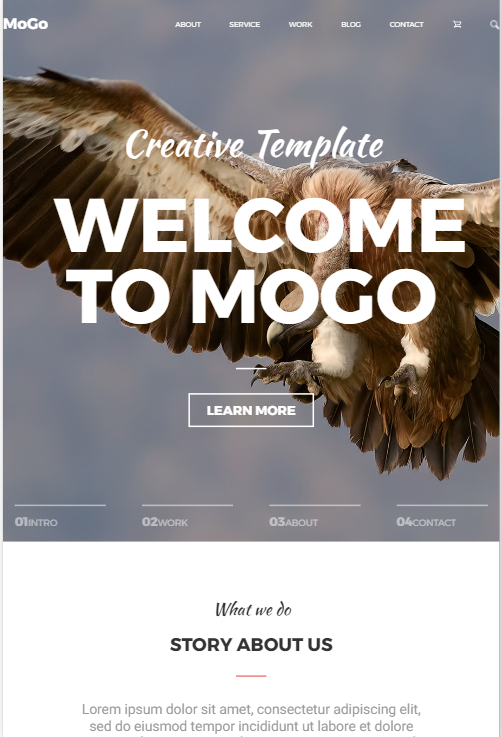 MoGo
ABOUT SERVICE WORK BLOG CONTACT
Creative Template
WELCOME
TO MOGO
LEARN MORE
01INTRO 02WORK 03ABOUT 04CONTACT
What we do
STORY ABOUT US
Lorem ipsum dolor sit amet, consectetur adipiscing elit,
sed do eiusmod tempor incididunt ut labore et dolore